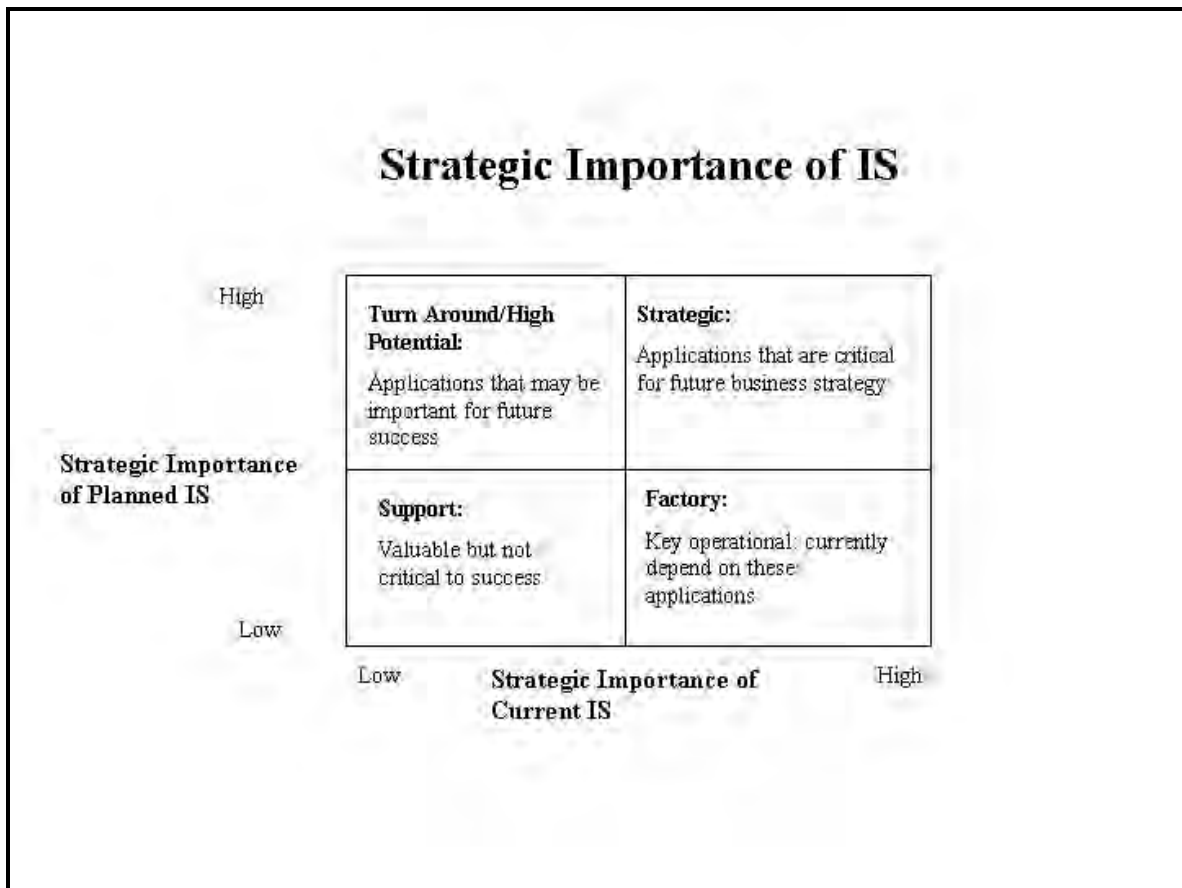 Strategic Importance of IS
High
Turn Around/High
Potential:
Applications that may be
important for future
success
Strategic:
Applications that are critical
for future business strategy
Strategic Importance
of Planned IS
Support:
Valuable but not
critical to success
Factory:
Key operational: currently
depend on these
applications
Low
Low
Strategic Importance of
Current IS
High